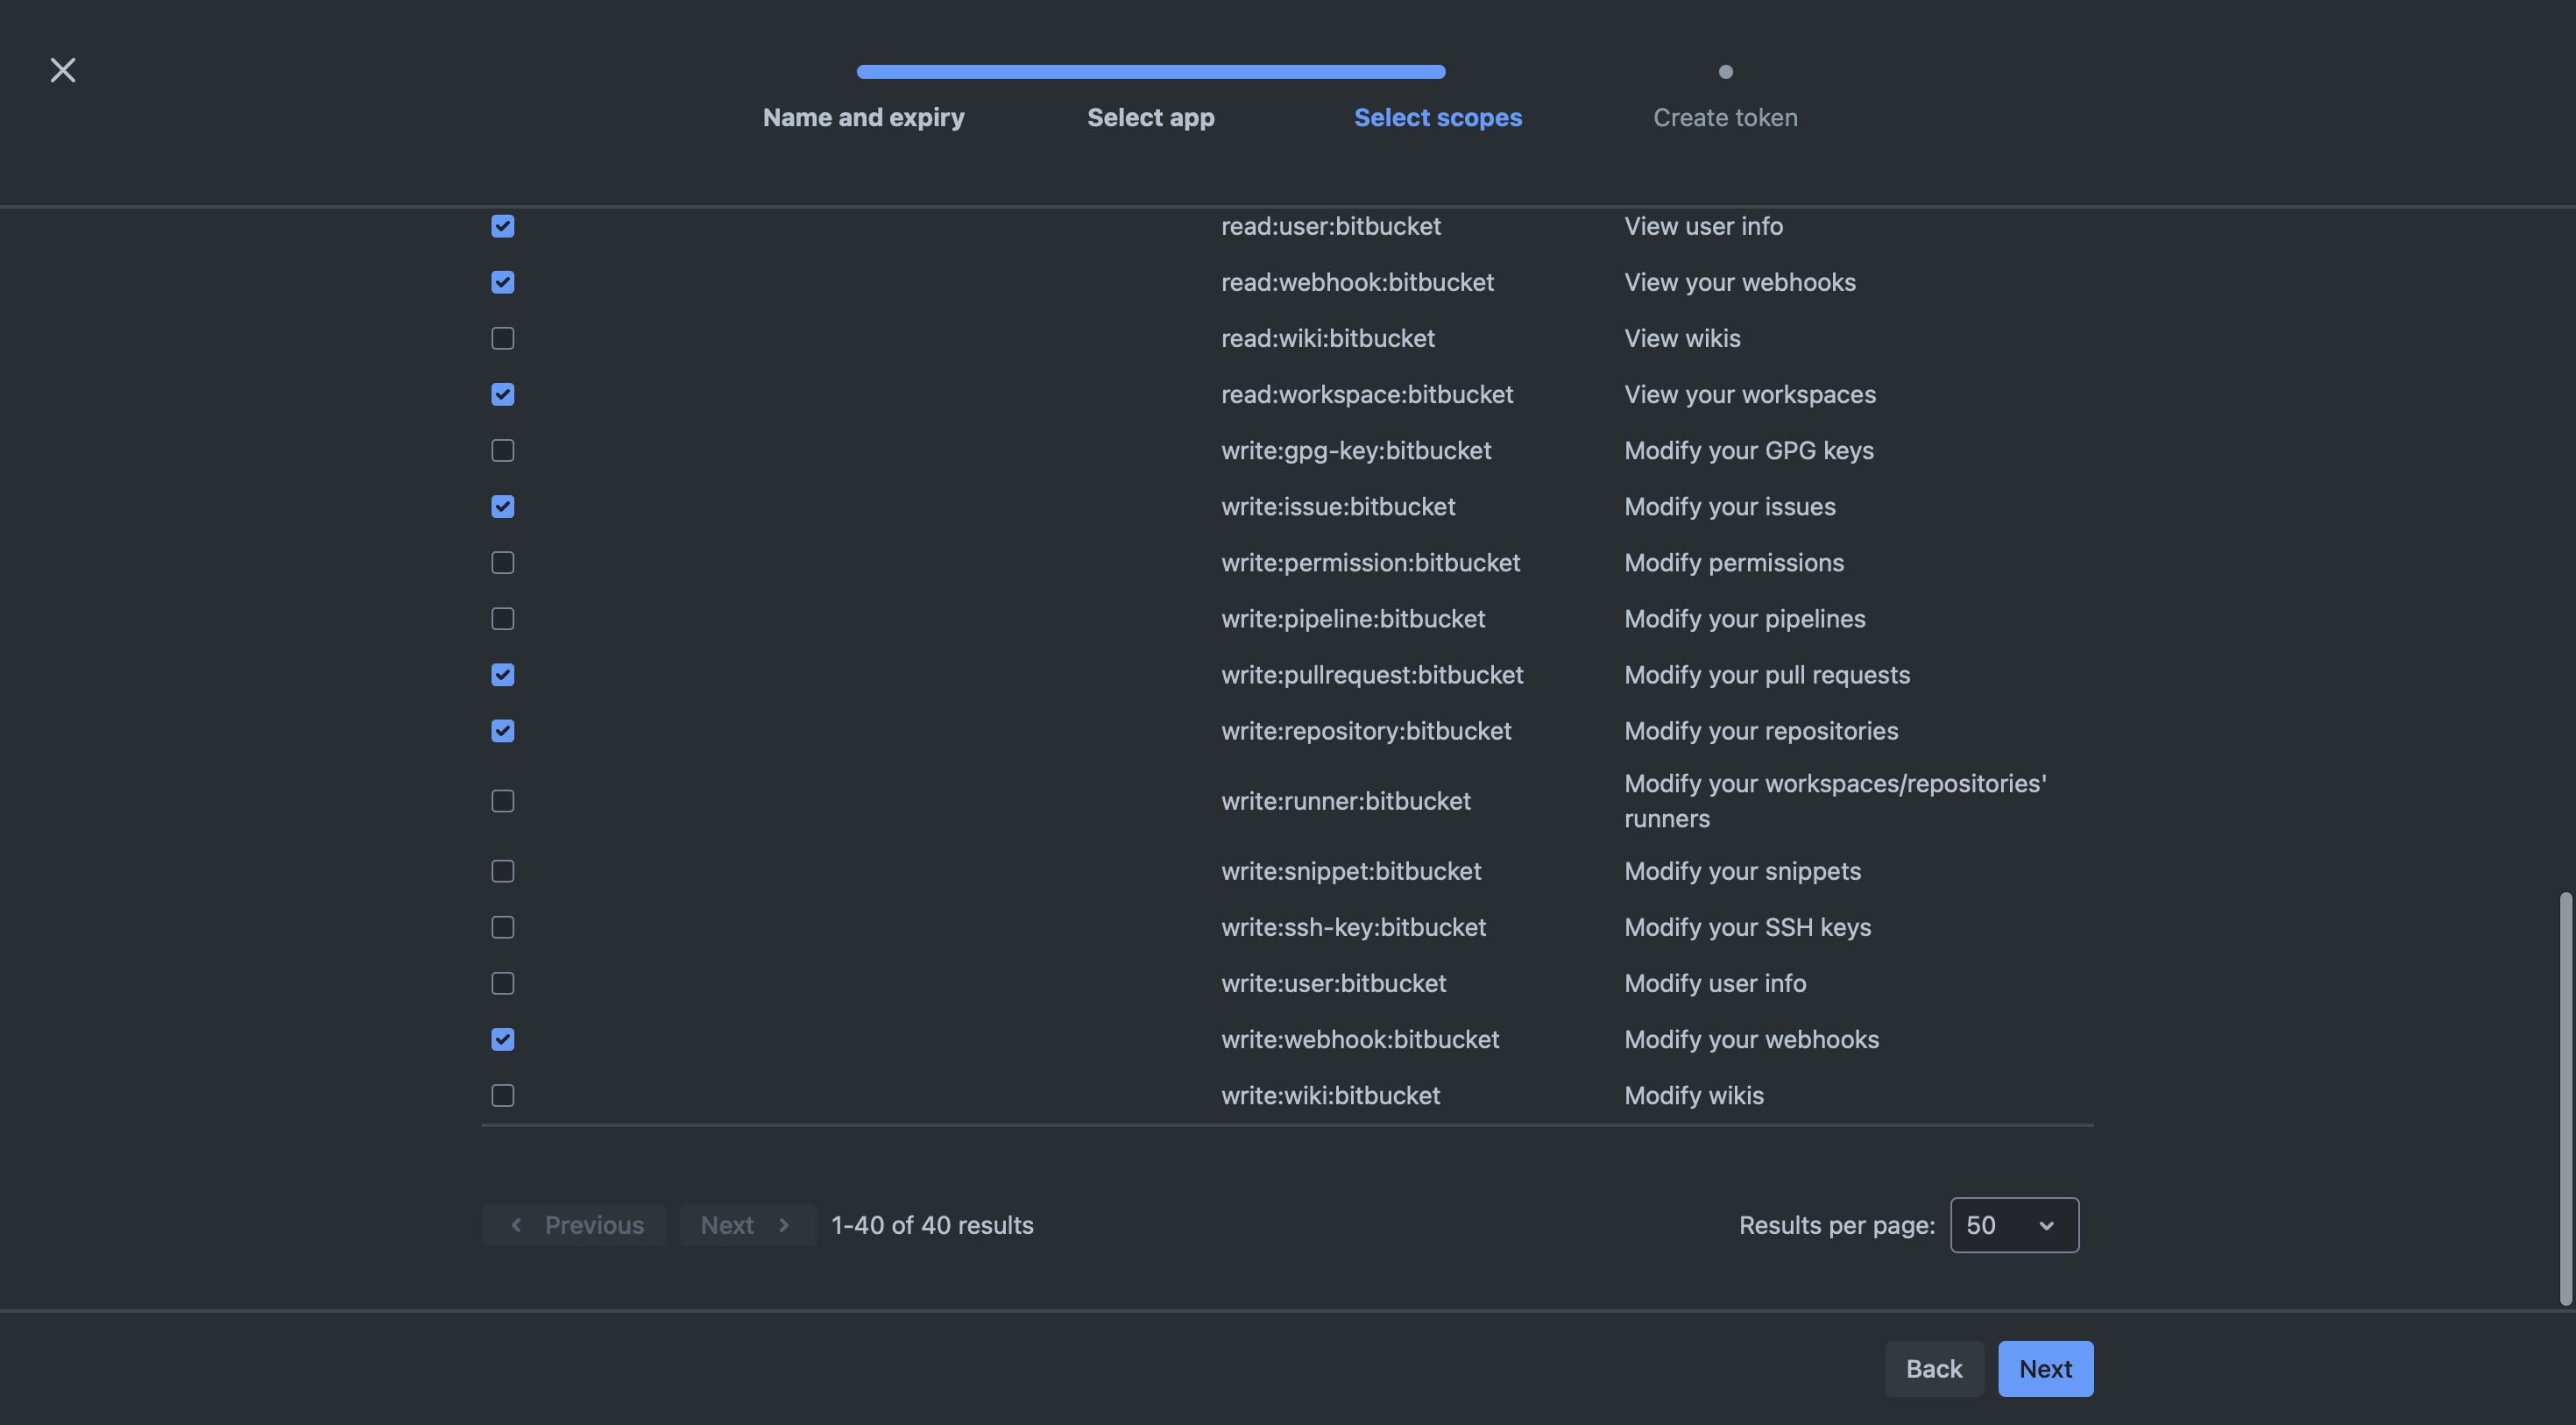 Name and expiry
Select app
Select scopes
Create token
read:user:bitbucket View user info
read:webhook:bitbucket View your webhooks
read:wiki:bitbucket View wikis
read:workspace:bitbucket View your workspaces
write:gpg-key:bitbucket Modify your GPG keys
write:issue:bitbucket Modify your issues
write:permission:bitbucket Modify permissions
write:pipeline:bitbucket Modify your pipelines
write:pullrequest:bitbucket Modify your pull requests
write:repository:bitbucket Modify your repositories
write:runner:bitbucket Modify your workspaces/repositories'
runners
write:snippet:bitbucket Modify your snippets
write:ssh-key:bitbucket Modify your SSH keys
write:user:bitbucket Modify user info
write:webhook:bitbucket Modify your webhooks
write:wiki:bitbucket Modify wikis
Previous Next 1-40 of 40 results Results per page: 50
Back Next